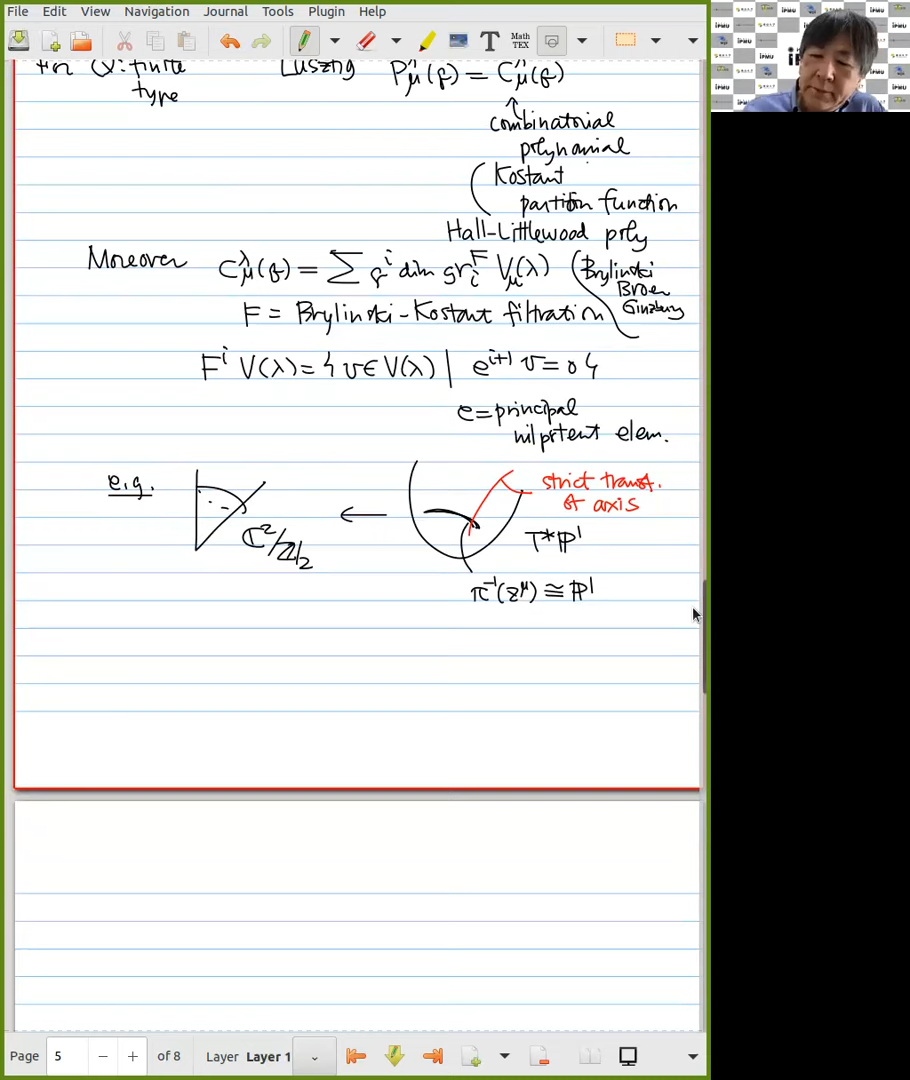 File Edit View Navigation Journal Tools Plugin Help
For Q: finite type
Lusztig P^λ_μ(q) = C^λ_μ(q)
combinatorial
polynomial
Kostant
partition function
Hall-Littlewood poly
Moreover C^λ_μ(q) = Σ q^i dim gr^F_i V_μ(λ) (Brylinski
Broer
Ginzburg
F = Brylinski-Kostant filtration
F^i V(λ) = { v ∈ V(λ) | e^{i+1} v = 0 }
e = principal
nilpotent elem.
e.g.
ℂ²/ℤ/2
strict transf.
of axis
T*ℙ¹
π⁻¹(z^μ) ≅ ℙ¹
Page 5 of 8 Layer Layer 1